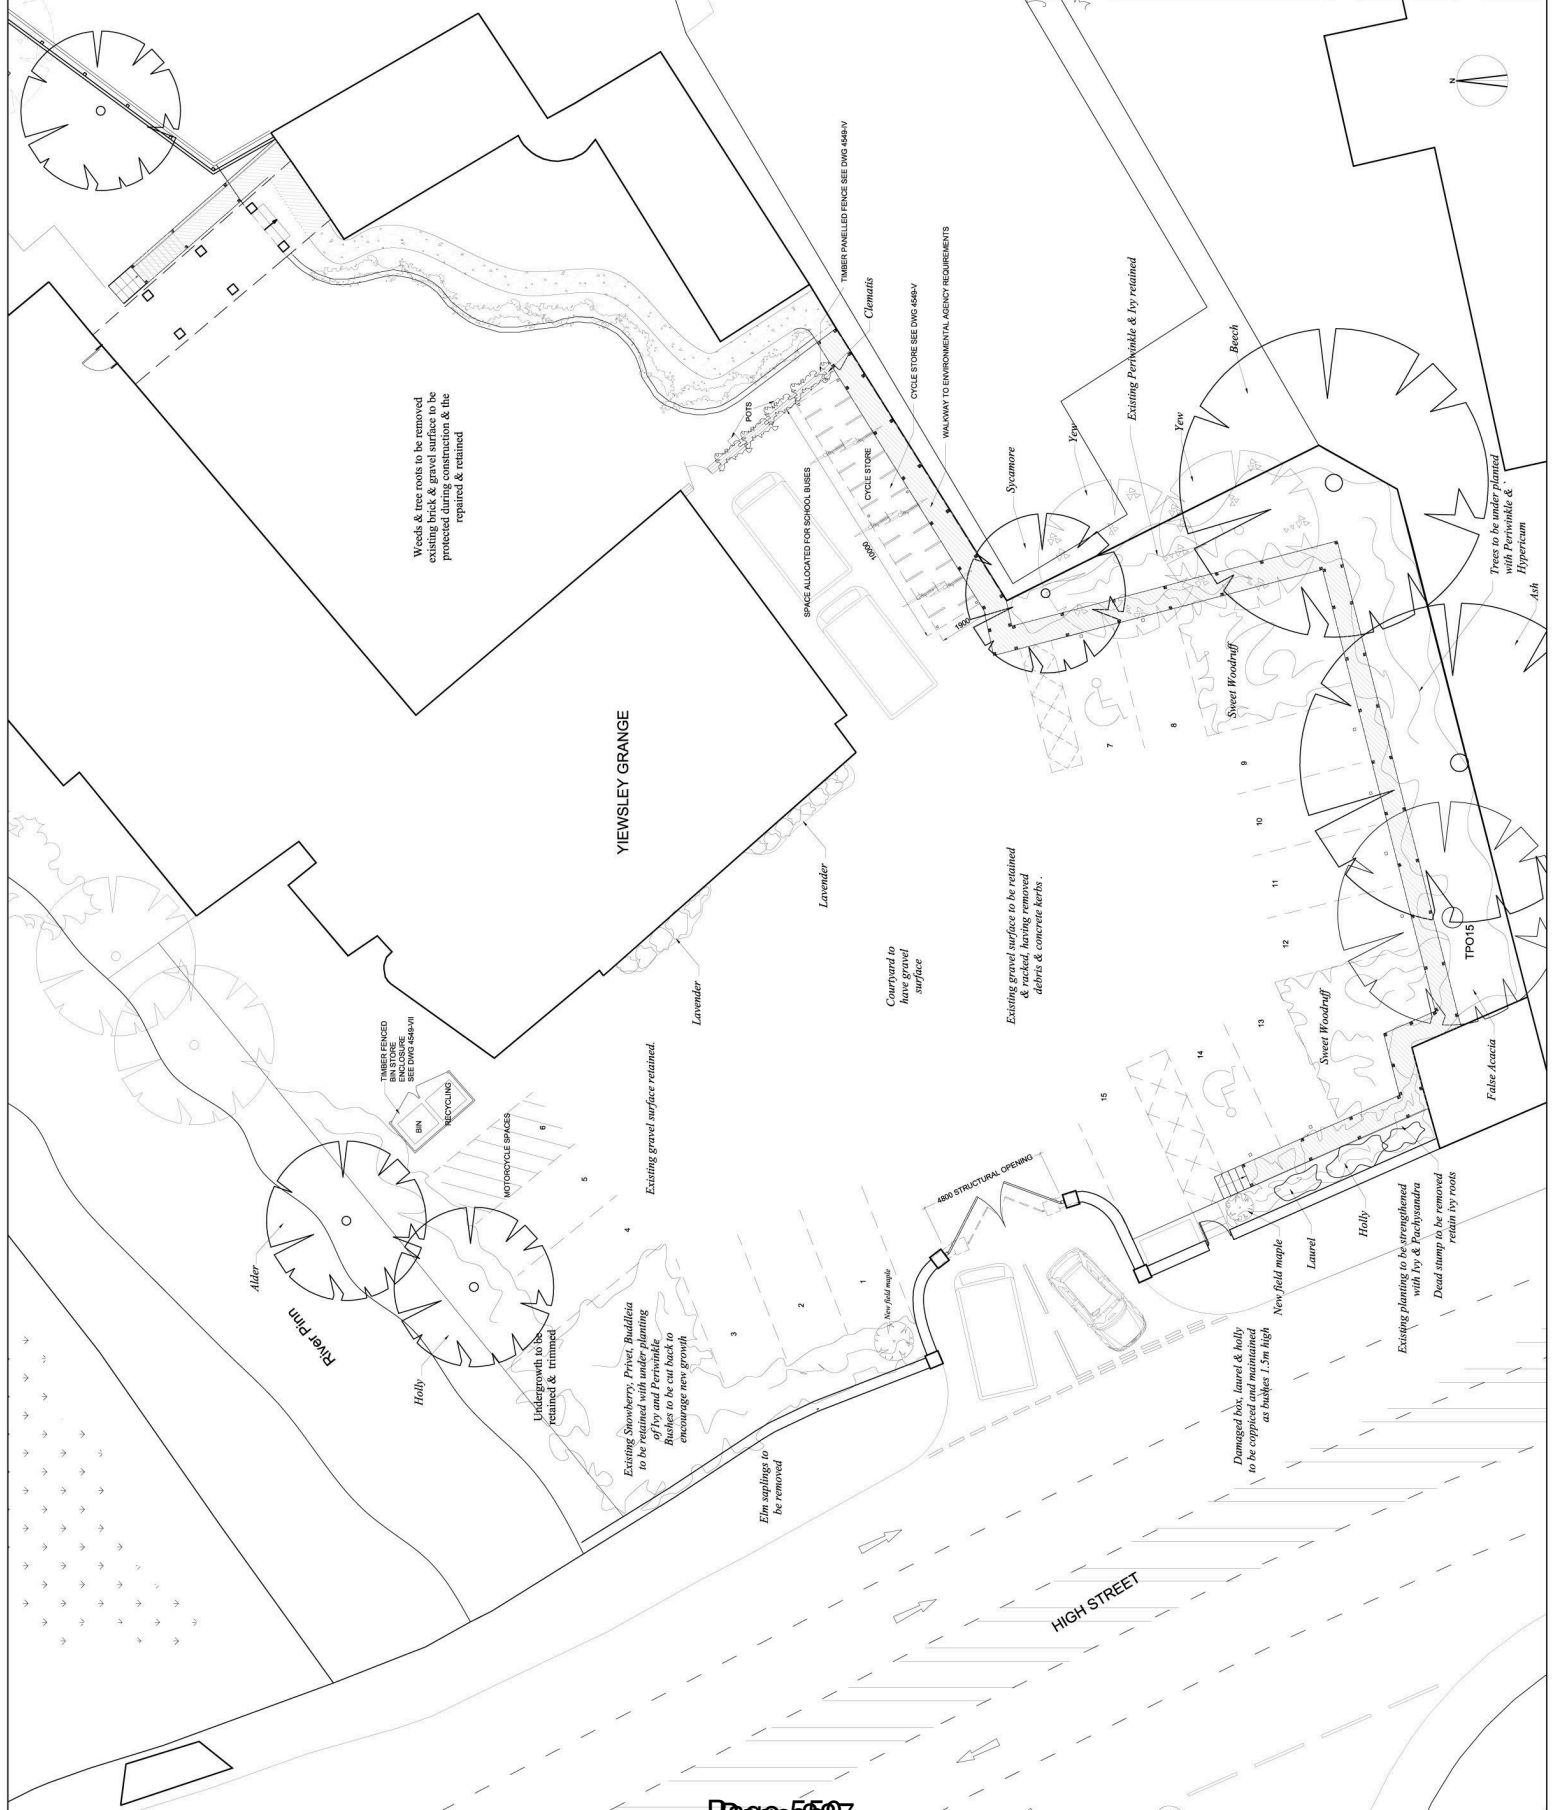 N
TIMBER PANELLED FENCE SEE DWG 4549-IV
Clematis
CYCLE STORE SEE DWG 4549-V
WALKWAY TO ENVIRONMENTAL AGENCY REQUIREMENTS
Existing Periwinkle & Ivy retained
Beech
Yew
Yew
Sycamore
Weeds & tree roots to be removed
existing brick & gravel surface to be
protected during construction & the
repaired & retained
POTS
CYCLE STORE
SPACE ALLOCATED FOR SCHOOL BUSES
10000
1900
Trees to be under planted
with Periwinkle & `
Hypericum
Ash
Sweet Woodruff
YIEWSLEY GRANGE
7
8
9
10
11
12
13
14
15
Lavender
Lavender
Courtyard to
have gravel
surface
Existing gravel surface to be retained
& racked, having removed
debris & concrete kerbs .
TPO15
Sweet Woodruff
False Acacia
TIMBER FENCED
BIN STORE
ENCLOSURE
SEE DWG 4549-VII
BIN
RECYCLING
MOTORCYCLE SPACES
Existing gravel surface retained.
6
5
4
3
2
1
4800 STRUCTURAL OPENING
Alder
River Pinn
Holly
Undergrowth to be
retained & trimmed
Existing Snowberry, Privet, Buddleia
to be retained with under planting
of Ivy and Periwinkle
Bushes to be cut back to
encourage new growth
New field maple
Elm saplings to
be removed
New field maple
Laurel
Holly
Existing planting to be strengthened
with Ivy & Pachysandra
Dead stump to be removed
retain ivy roots
Damaged box, laurel & holly
to be coppiced and maintained
as bushes 1.5m high
HIGH STREET